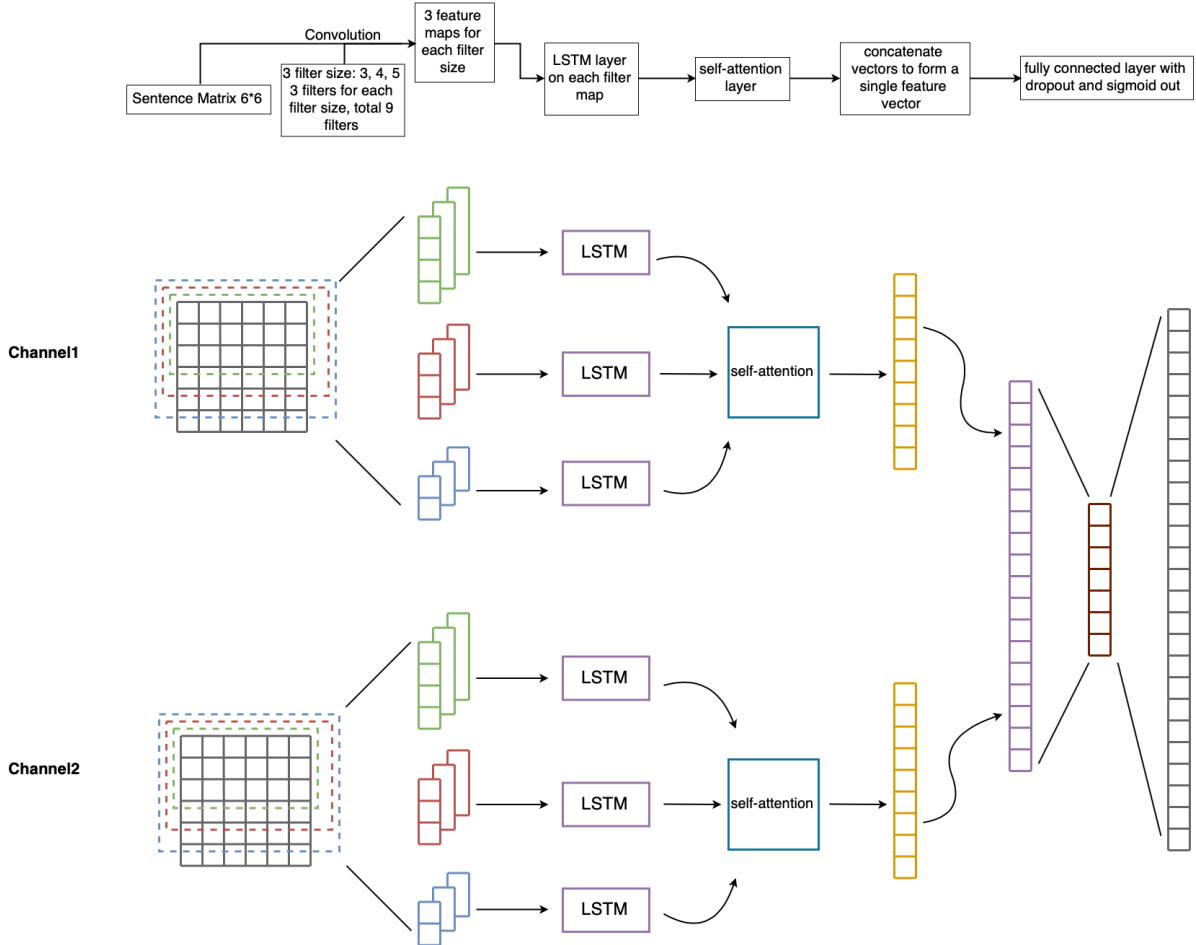 3 feature
maps for
each filter
size
Convolution
Sentence Matrix 6*6
3 filter size: 3, 4, 5
3 filters for each
filter size, total 9
filters
LSTM layer
on each filter
map
self-attention
layer
concatenate
vectors to form a
single feature
vector
fully connected layer with
dropout and sigmoid out
Channel1
LSTM
LSTM
LSTM
self-attention
Channel2
LSTM
LSTM
LSTM
self-attention